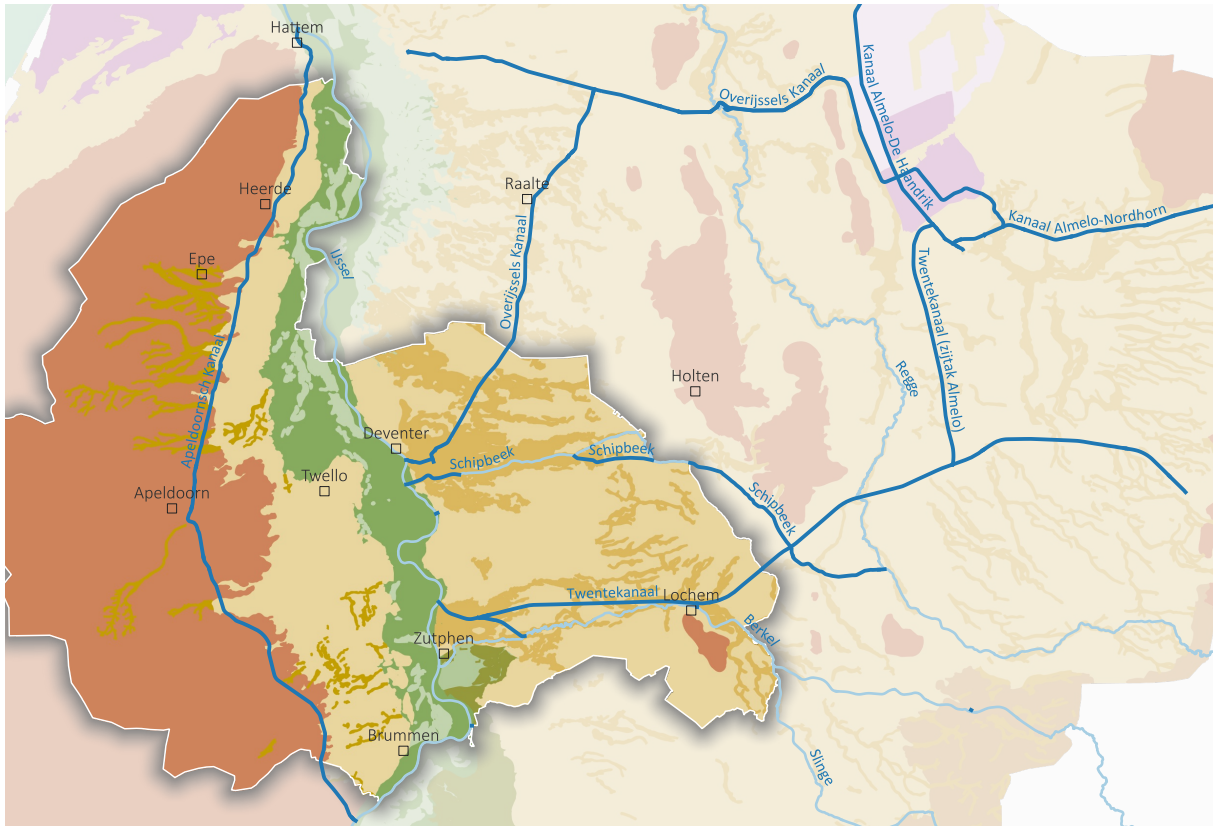 Hattem
Overijssels Kanaal
Kanaal Almelo-De Haandrik
Heerde
Raalte
Kanaal Almelo-Nordhorn
Epe
IJssel
Overijssels Kanaal
Twentekanaal (zijtak Almelo)
Apeldoornsch Kanaal
Holten
Regge
Deventer
Schipbeek
Schipbeek
Twello
Apeldoorn
Schipbeek
Twentekanaal
Lochem
Zutphen
Berkel
Brummen
Slinge